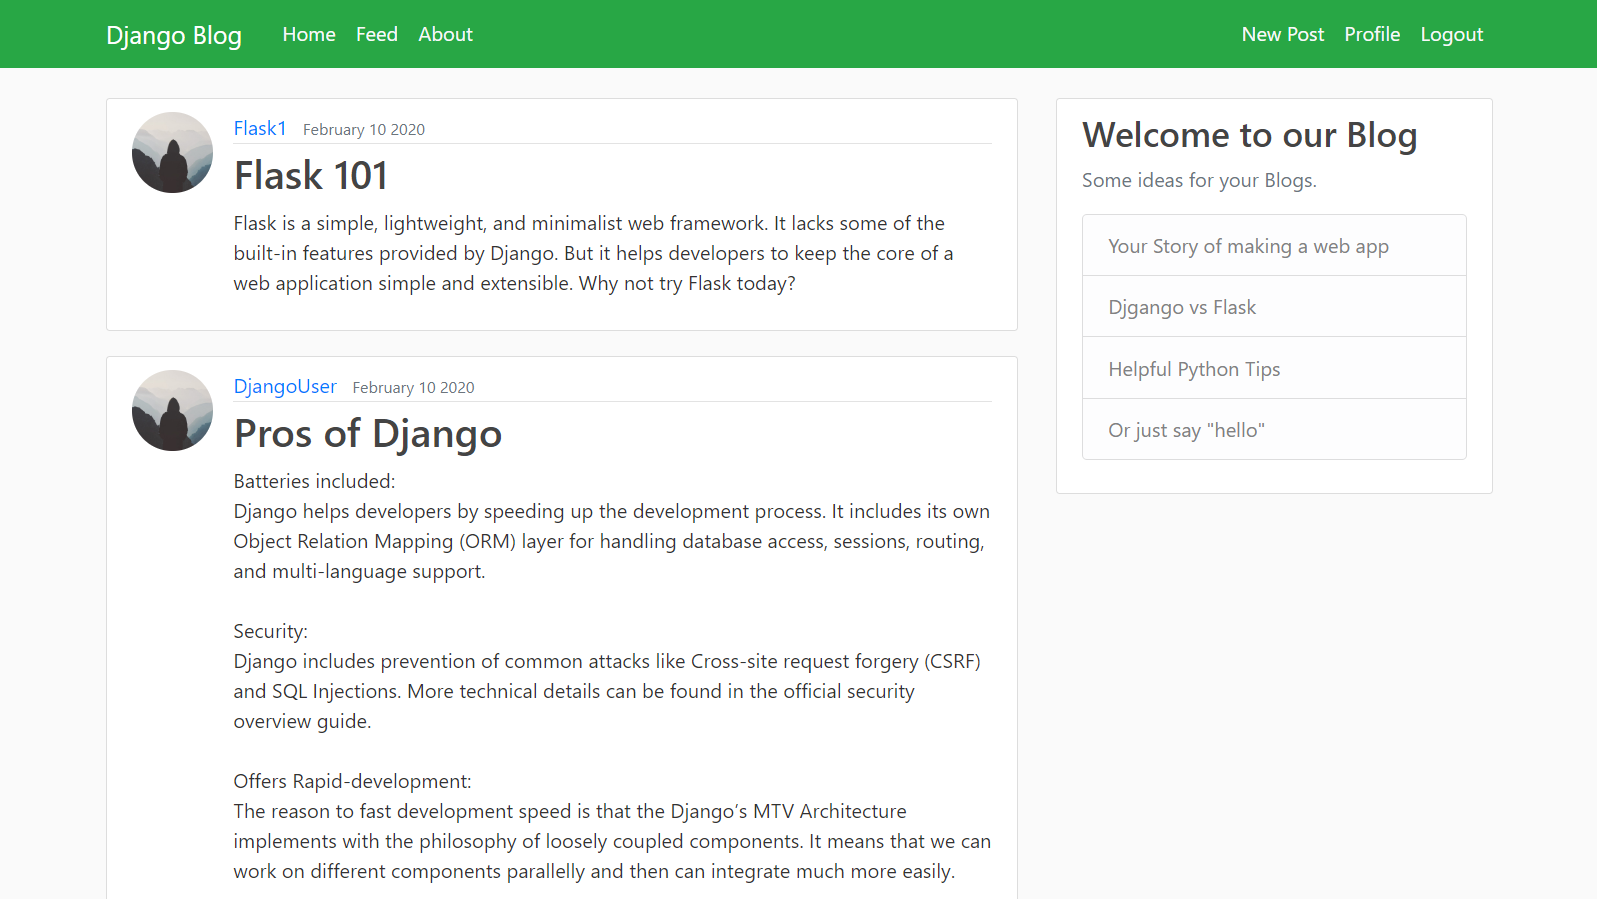 Django Blog Home Feed About New Post Profile Logout
Flask1 February 10 2020
Flask 101
Flask is a simple, lightweight, and minimalist web framework. It lacks some of the
built-in features provided by Django. But it helps developers to keep the core of a
web application simple and extensible. Why not try Flask today?
DjangoUser February 10 2020
Pros of Django
Batteries included:
Django helps developers by speeding up the development process. It includes its own
Object Relation Mapping (ORM) layer for handling database access, sessions, routing,
and multi-language support.
Security:
Django includes prevention of common attacks like Cross-site request forgery (CSRF)
and SQL Injections. More technical details can be found in the official security
overview guide.
Offers Rapid-development:
The reason to fast development speed is that the Django’s MTV Architecture
implements with the philosophy of loosely coupled components. It means that we can
work on different components parallelly and then can integrate much more easily.
Welcome to our Blog
Some ideas for your Blogs.
Your Story of making a web app
Djgango vs Flask
Helpful Python Tips
Or just say "hello"